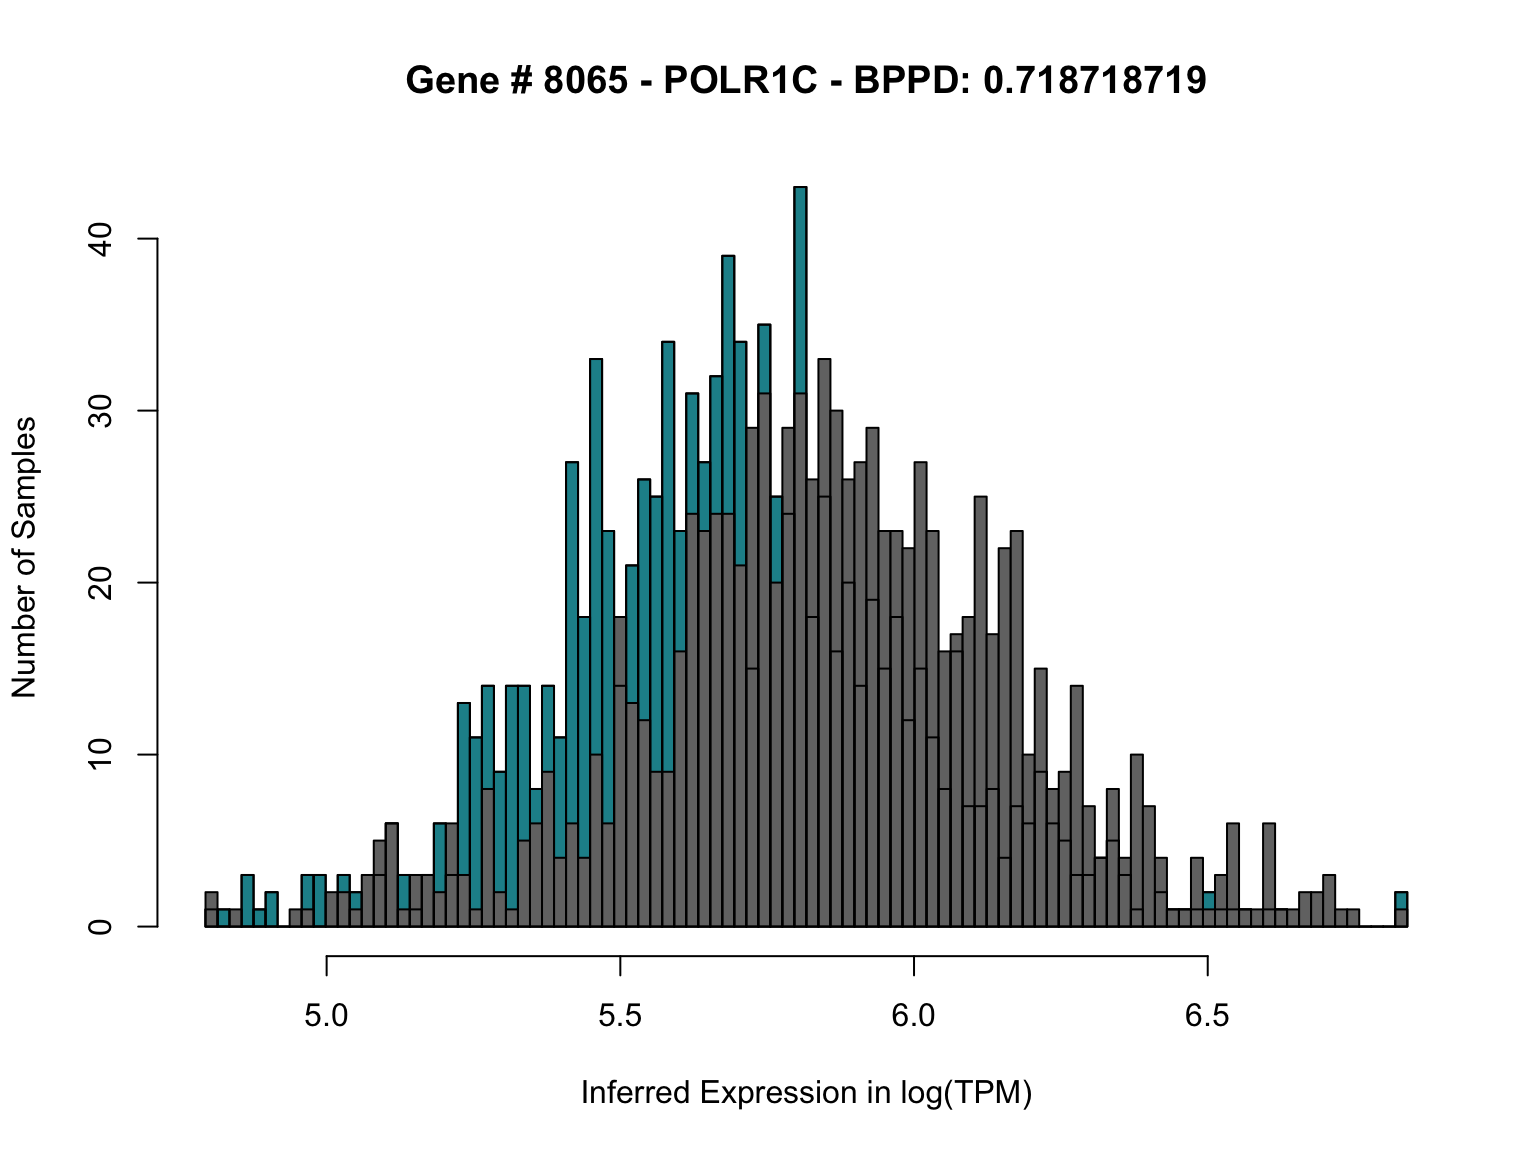 Gene # 8065 - POLR1C - BPPD: 0.718718719
40
30
20
10
0
Number of Samples
5.0 5.5 6.0 6.5
Inferred Expression in log(TPM)